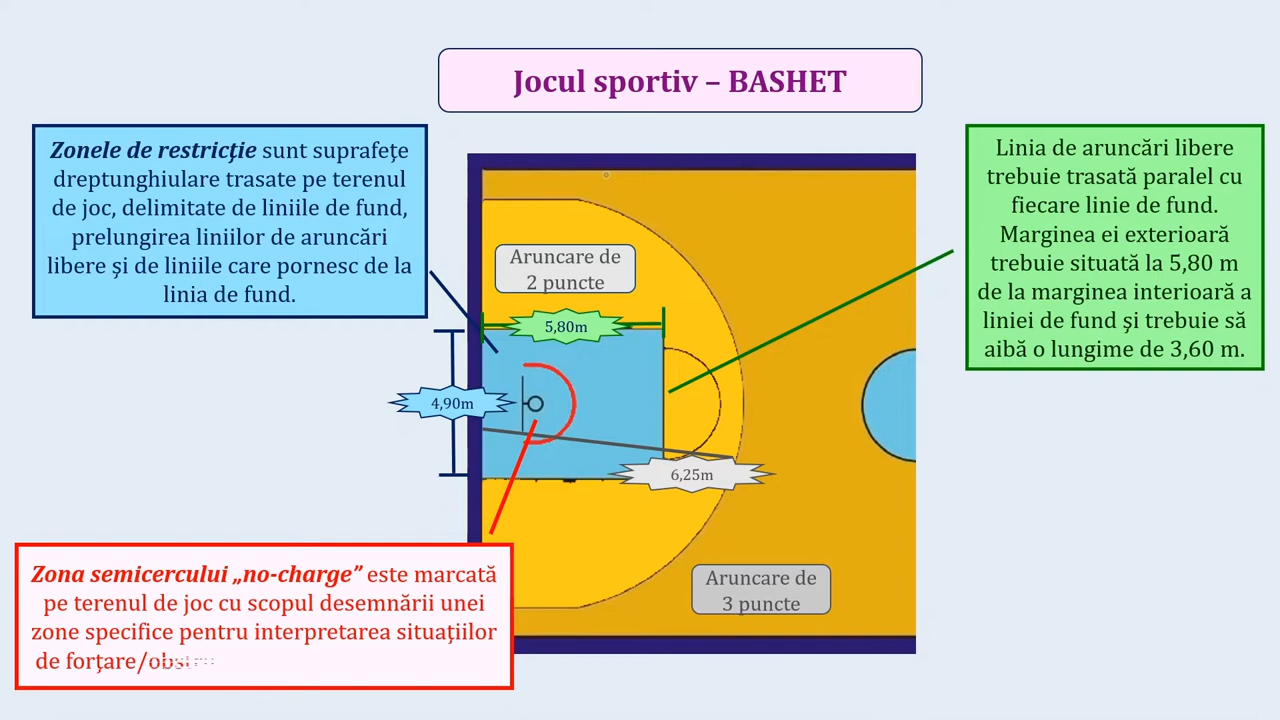 Jocul sportiv – BASHET
Zonele de restricţie sunt suprafeţe
dreptunghiulare trasate pe terenul
de joc, delimitate de liniile de fund,
prelungirea liniilor de aruncări
libere şi de liniile care pornesc de la
linia de fund.
Linia de aruncări libere
trebuie trasată paralel cu
fiecare linie de fund.
Marginea ei exterioară
trebuie situată la 5,80 m
de la marginea interioară a
liniei de fund şi trebuie să
aibă o lungime de 3,60 m.
Aruncare de
2 puncte
5,80m
4,90m
6,25m
Aruncare de
3 puncte
Zona semicercului „no-charge” este marcată
pe terenul de joc cu scopul desemnării unei
zone specifice pentru interpretarea situaţiilor
de forţare/